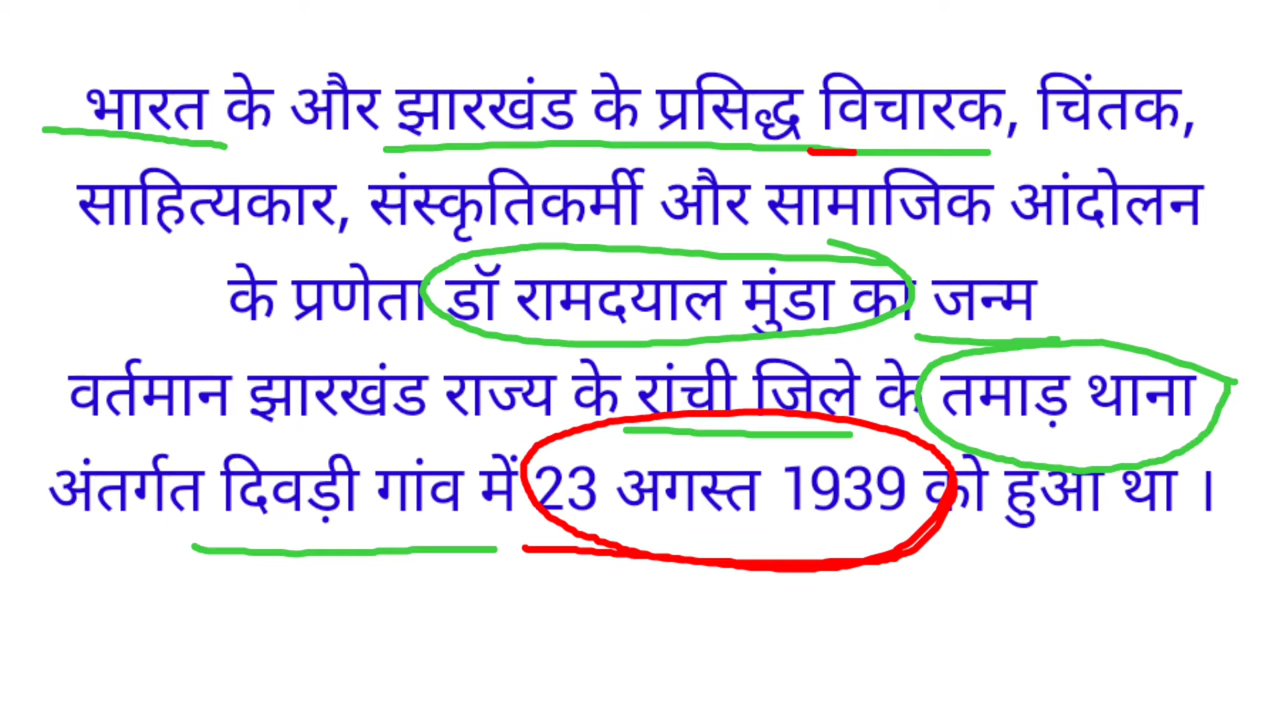 भारत के और झारखंड के प्रसिद्ध विचारक, चिंतक,
साहित्यकार, संस्कृतिकर्मी और सामाजिक आंदोलन
के प्रणेता डॉ रामदयाल मुंडा का जन्म
वर्तमान झारखंड राज्य के रांची जिले के तमाड़ थाना
अंतर्गत दिवड़ी गांव में 23 अगस्त 1939 को हुआ था ।